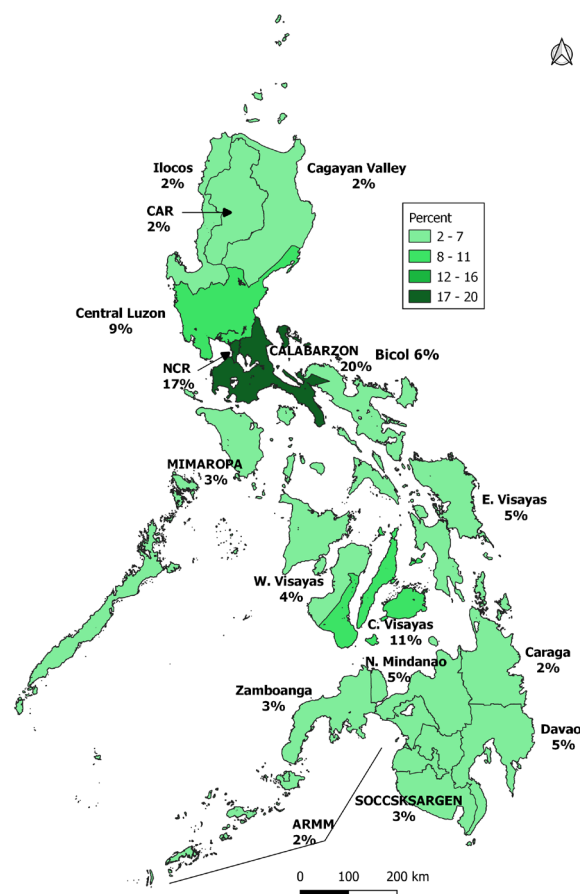 Ilocos
2%
Cagayan Valley
2%
CAR
2%
Percent
2 - 7
8 - 11
12 - 16
17 - 20
Central Luzon
9%
CALABARZON
20%
Bicol 6%
NCR
17%
MIMAROPA
3%
E. Visayas
5%
W. Visayas
4%
C. Visayas
11%
N. Mindanao
5%
Caraga
2%
Zamboanga
3%
Davao
5%
SOCCSKSARGEN
3%
ARMM
2%
0 100 200 km